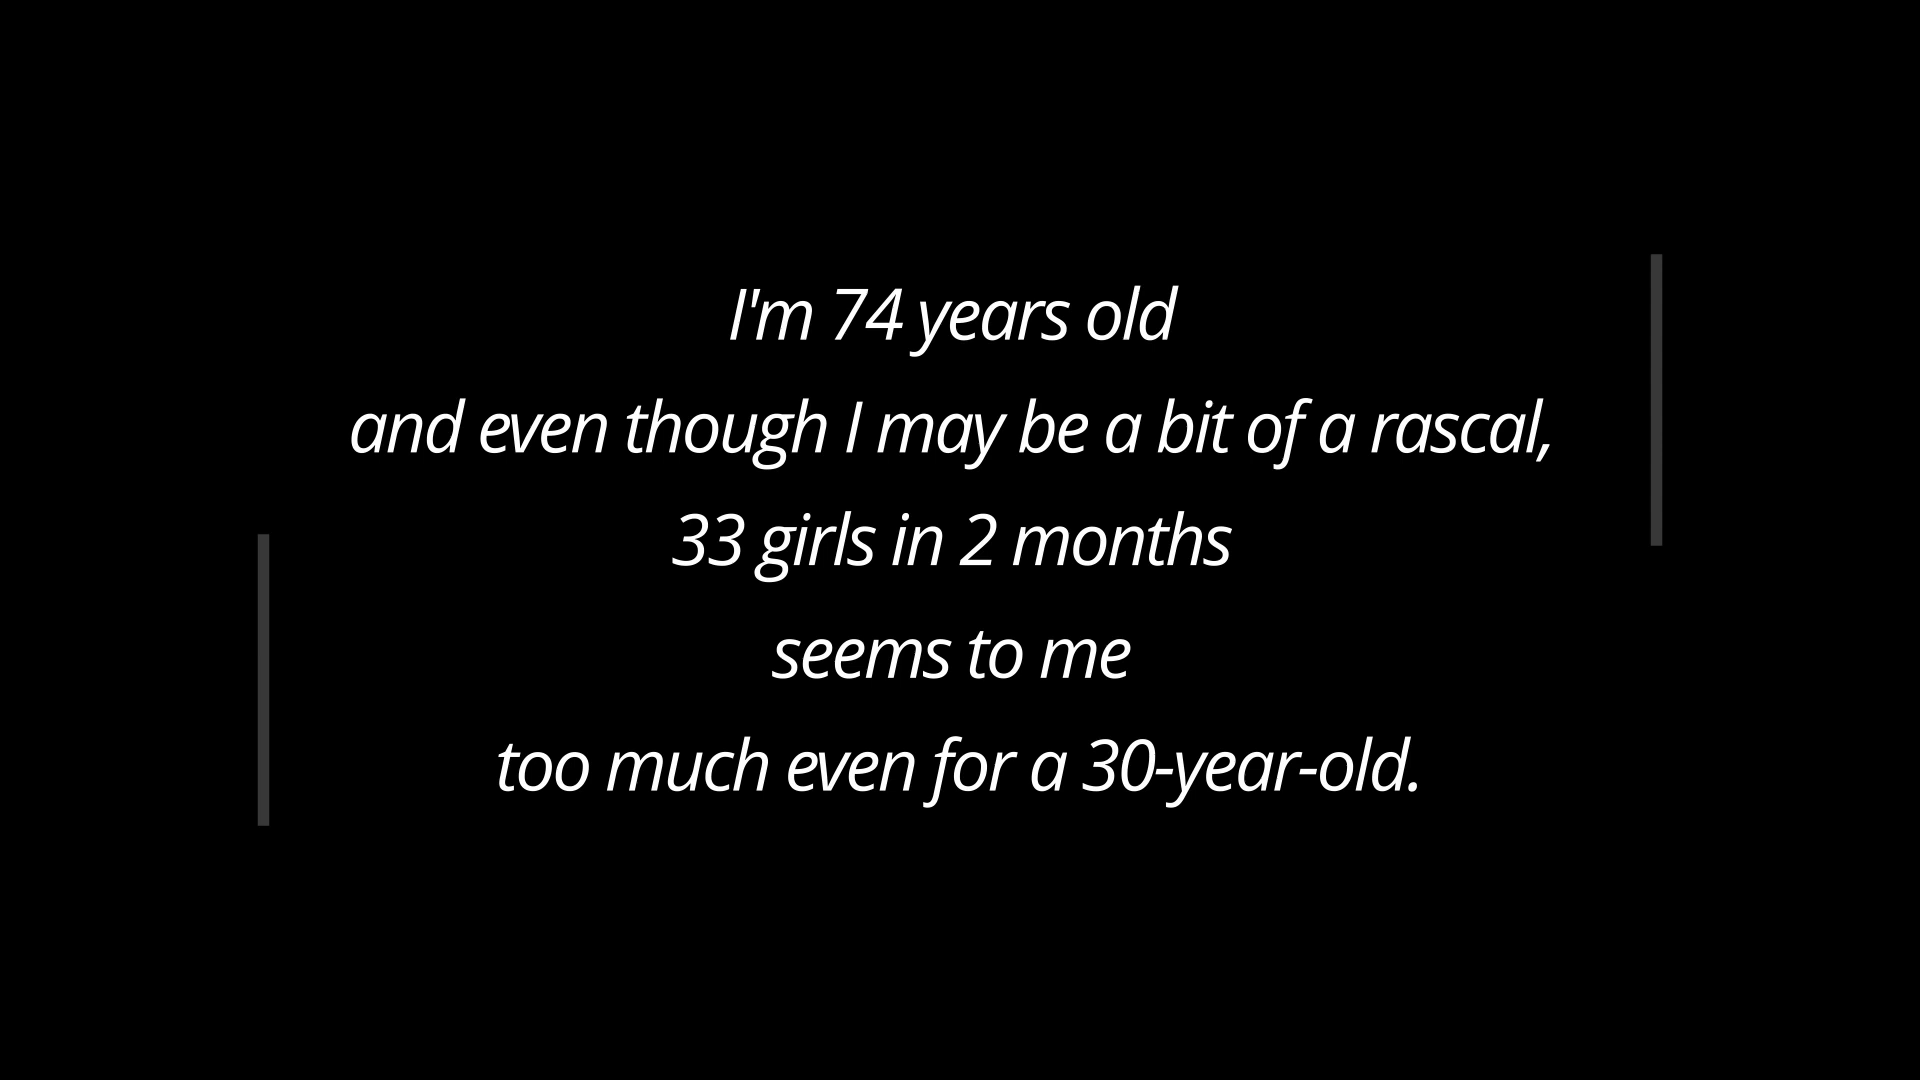 I'm 74 years old
and even though I may be a bit of a rascal,
33 girls in 2 months
seems to me
too much even for a 30-year-old.